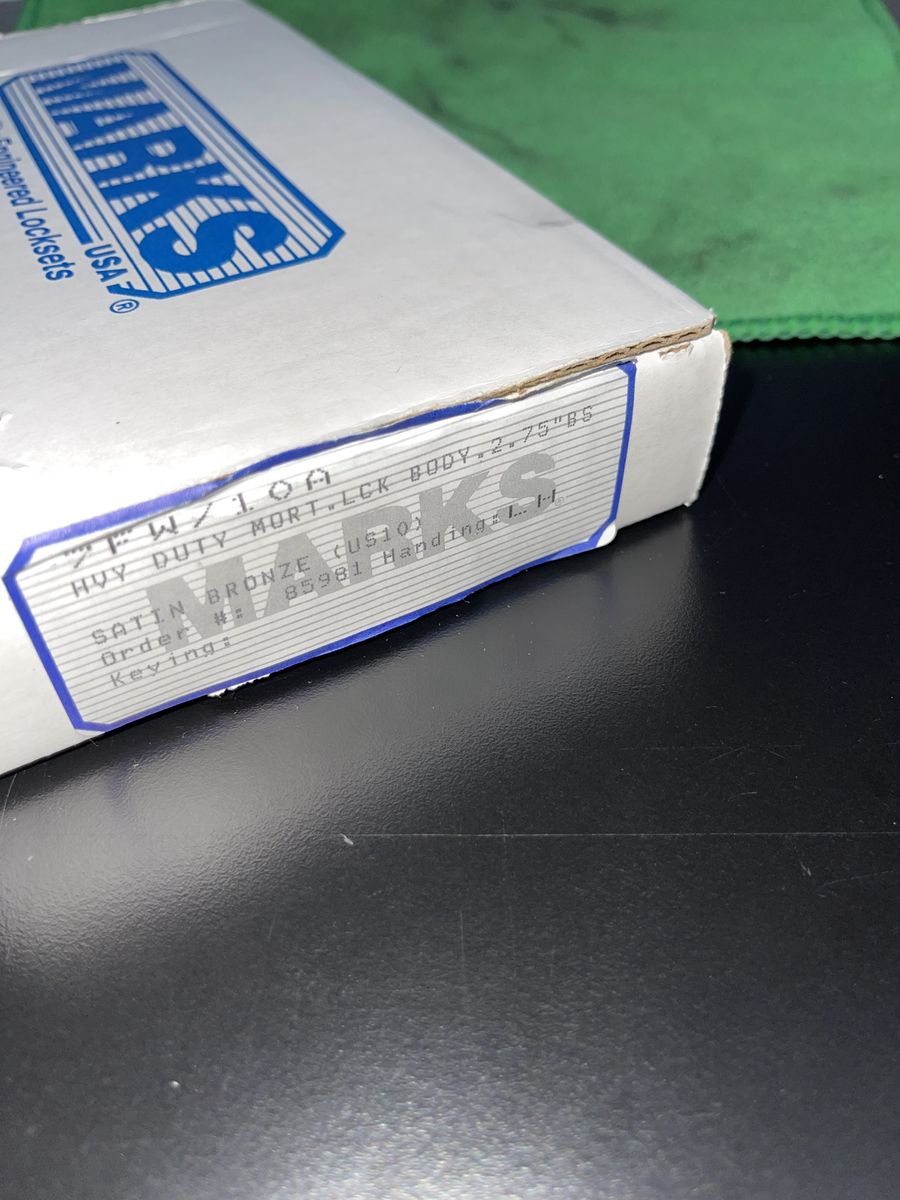 MARKS
USA®
Engineered Locksets
/10A
HVY DUTY MORT.LCK BODY.2.75"BS
MARKS®
SATIN BRONZE (US10)
Order #: 85981 Handing:LH
Keying: